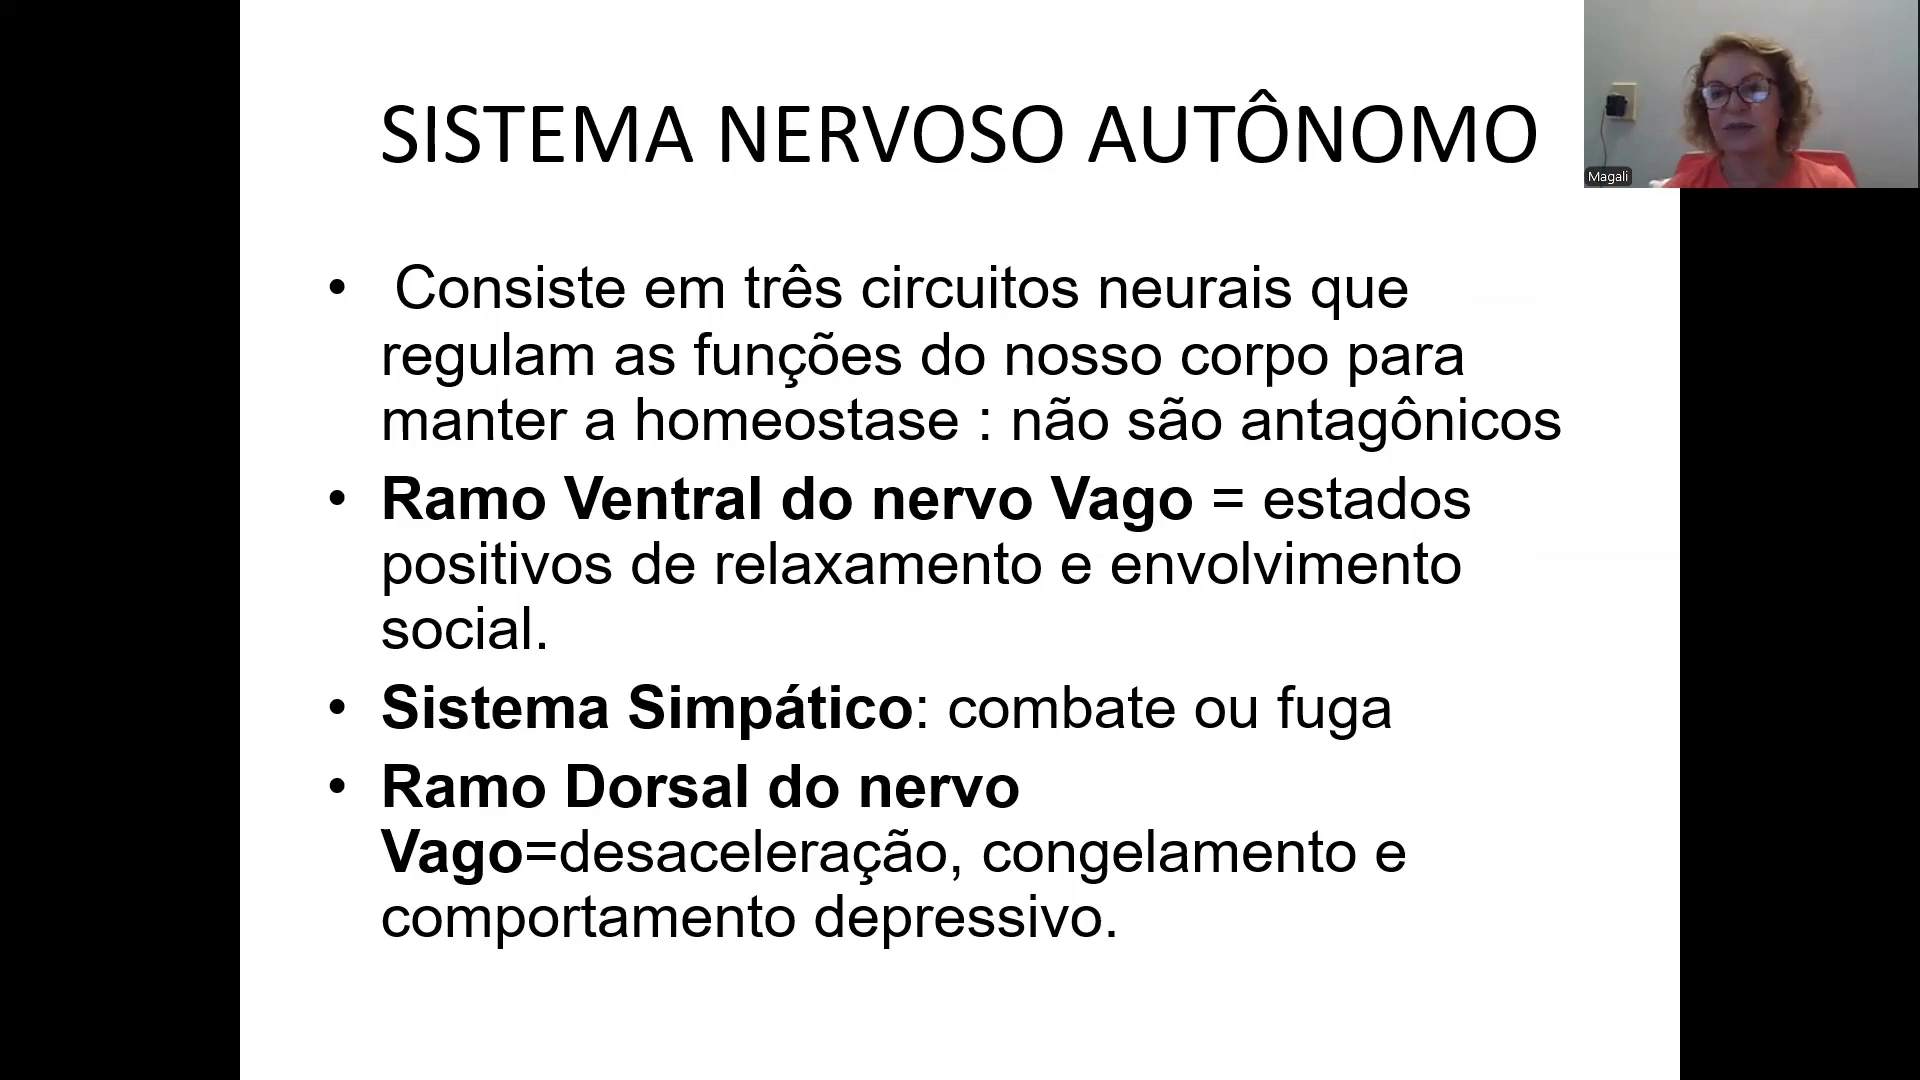 SISTEMA NERVOSO AUTÔNOMO
Magali
• Consiste em três circuitos neurais que
regulam as funções do nosso corpo para
manter a homeostase : não são antagônicos
• Ramo Ventral do nervo Vago = estados
positivos de relaxamento e envolvimento
social.
• Sistema Simpático: combate ou fuga
• Ramo Dorsal do nervo
Vago=desaceleração, congelamento e
comportamento depressivo.